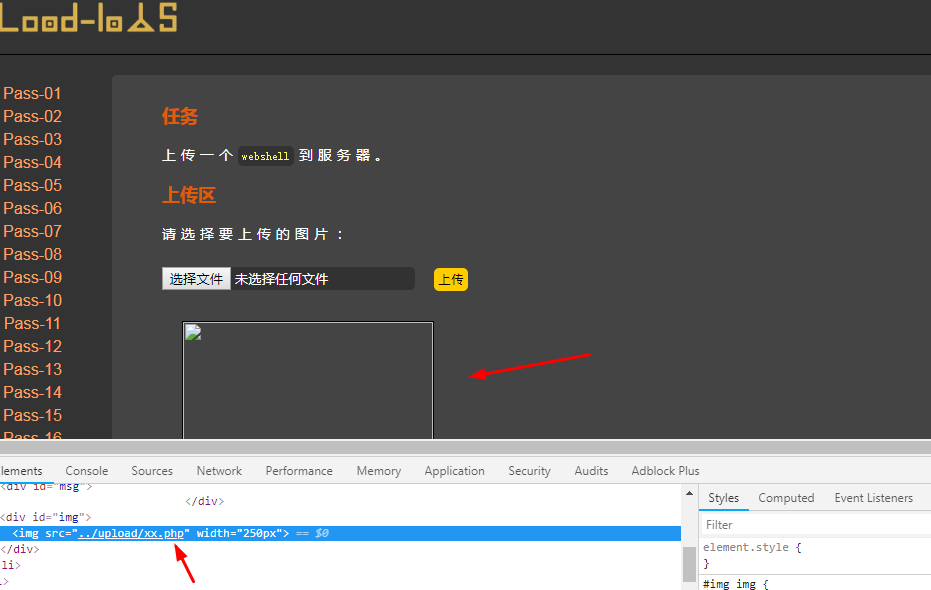 Load-labs
Pass-01
Pass-02
Pass-03
Pass-04
Pass-05
Pass-06
Pass-07
Pass-08
Pass-09
Pass-10
Pass-11
Pass-12
Pass-13
Pass-14
Pass-15
Pass-16
任务
上传一个 webshell 到服务器。
上传区
请选择要上传的图片：
选择文件 未选择任何文件 上传
lements Console Sources Network Performance Memory Application Security Audits Adblock Plus
<div id="msg">
</div>
<div id="img">
<img src="../upload/xx.php" width="250px"> == $0
</div>
li>
>
Styles Computed Event Listeners
Filter
element.style {
}
#img img {